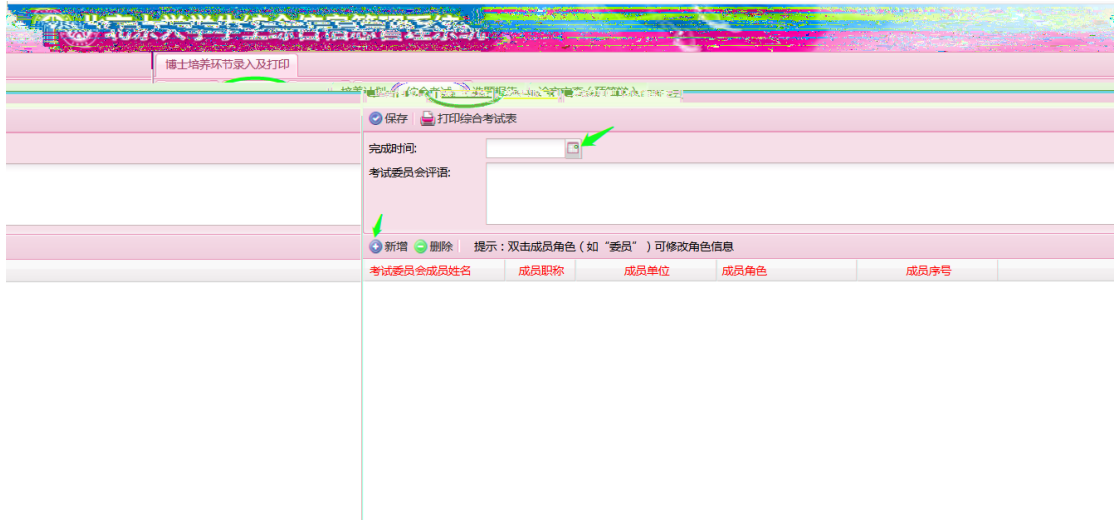 博士培养环节录入及打印
综合考试
保存 打印综合考试表
完成时间:
考试委员会评语:
新增 删除 提示：双击成员角色（如“委员”）可修改角色信息
考试委员会成员姓名 成员职称 成员单位 成员角色 成员序号